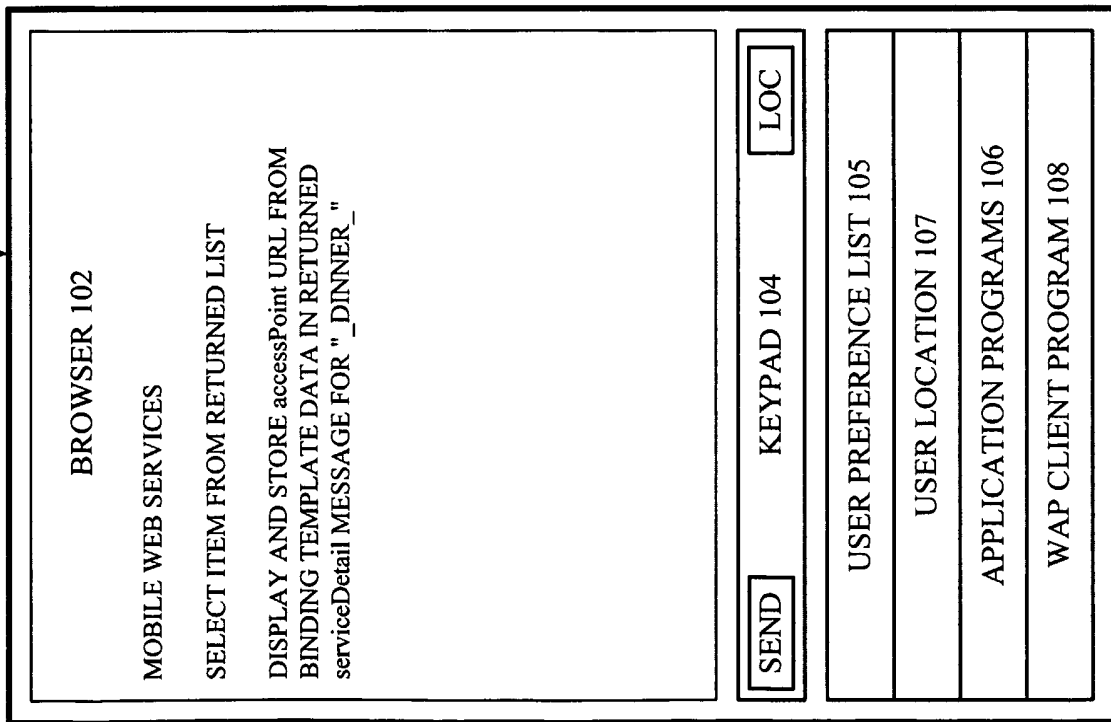 BROWSER 102
MOBILE WEB SERVICES
SELECT ITEM FROM RETURNED LIST
DISPLAY AND STORE accessPoint URL FROM
BINDING TEMPLATE DATA IN RETURNED
serviceDetail MESSAGE FOR "_DINNER_"
SEND
KEYPAD 104
LOC
USER PREFERENCE LIST 105
USER LOCATION 107
APPLICATION PROGRAMS 106
WAP CLIENT PROGRAM 108